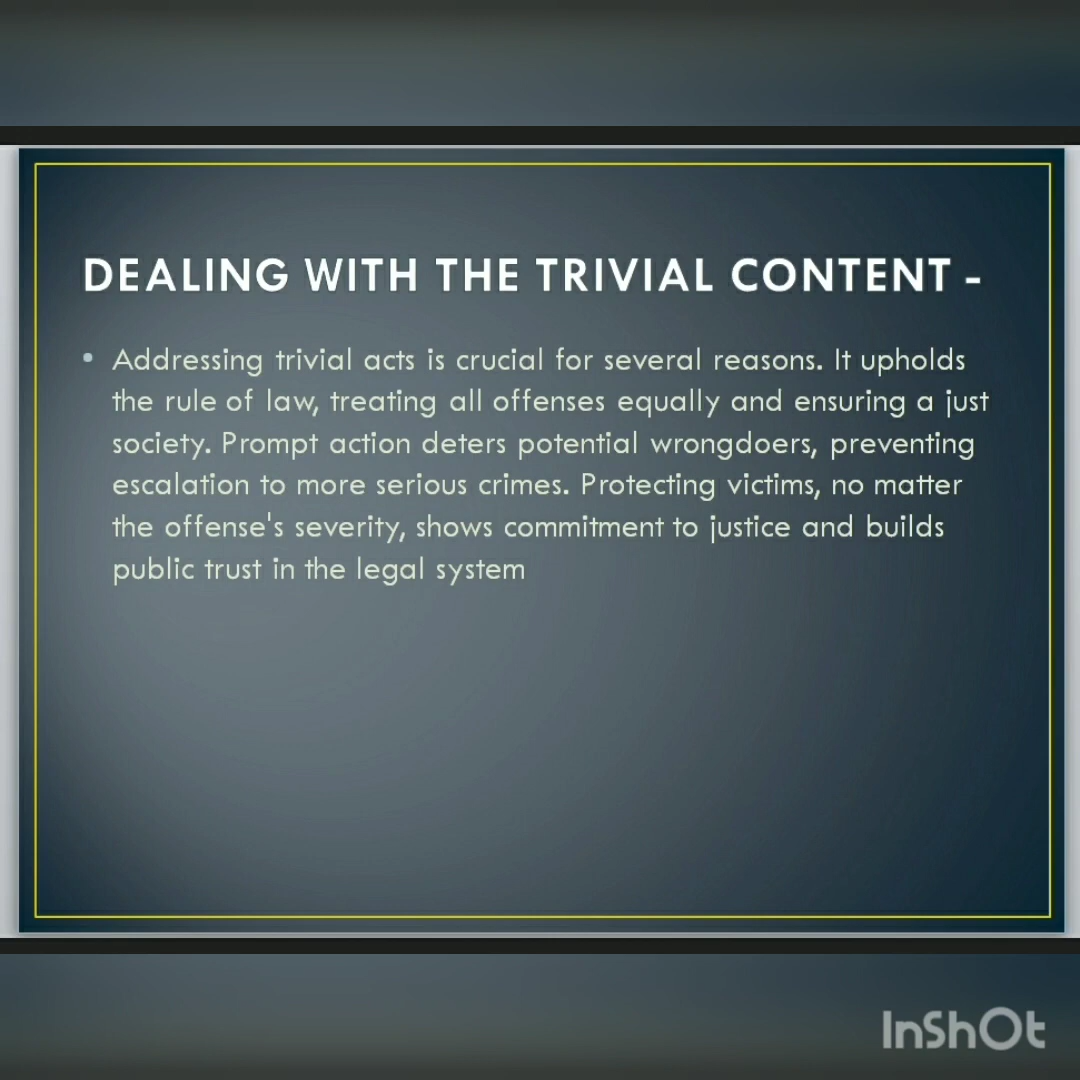 DEALING WITH THE TRIVIAL CONTENT -
• Addressing trivial acts is crucial for several reasons. It upholds
the rule of law, treating all offenses equally and ensuring a just
society. Prompt action deters potential wrongdoers, preventing
escalation to more serious crimes. Protecting victims, no matter
the offense's severity, shows commitment to justice and builds
public trust in the legal system
InShOt